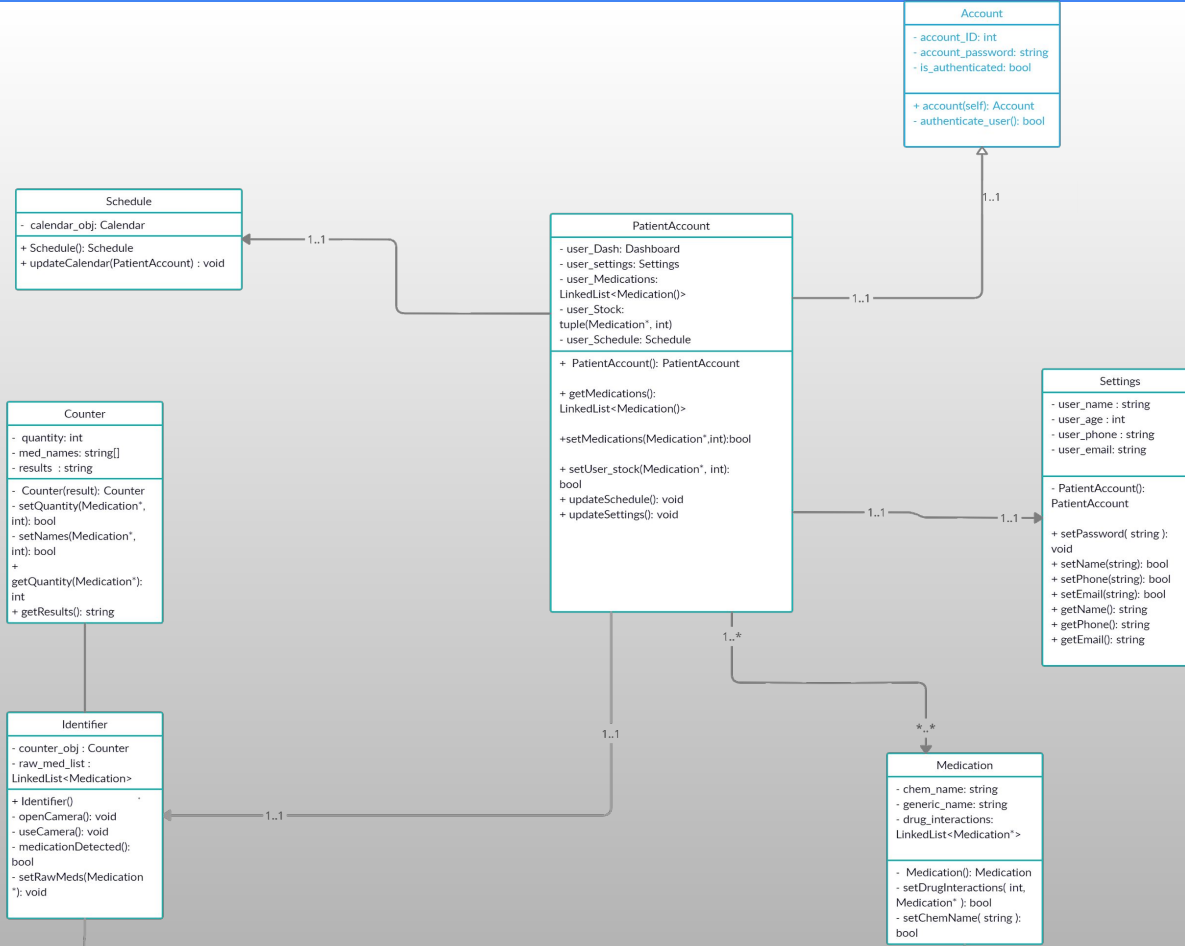 Account
- account_ID: int
- account_password: string
- is_authenticated: bool
+ account(self): Account
- authenticate_user(): bool
1..1
Schedule
- calendar_obj: Calendar
+ Schedule(): Schedule
+ updateCalendar(PatientAccount) : void
1..1
PatientAccount
- user_Dash: Dashboard
- user_settings: Settings
- user_Medications:
LinkedList<Medication()>
- user_Stock:
tuple(Medication*, int)
- user_Schedule: Schedule
+ PatientAccount(): PatientAccount
+ getMedications():
LinkedList<Medication()>
+setMedications(Medication*,int):bool
+ setUser_stock(Medication*, int):
bool
+ updateSchedule(): void
+ updateSettings(): void
1..1
Settings
- user_name : string
- user_age : int
- user_phone : string
- user_email: string
- PatientAccount():
PatientAccount
+ setPassword( string ):
void
+ setName(string): bool
+ setPhone(string): bool
+ setEmail(string): bool
+ getName(): string
+ getPhone(): string
+ getEmail(): string
1..1
1..1
Counter
- quantity: int
- med_names: string[]
- results : string
- Counter(result): Counter
- setQuantity(Medication*,
int): bool
- setNames(Medication*,
int): bool
+
getQuantity(Medication*):
int
+ getResults(): string
1..*
*..*
1..1
1..1
Identifier
- counter_obj : Counter
- raw_med_list :
LinkedList<Medication>
+ Identifier()
- openCamera(): void
- useCamera(): void
- medicationDetected():
bool
- setRawMeds(Medication
*): void
Medication
- chem_name: string
- generic_name: string
- drug_interactions:
LinkedList<Medication*>
- Medication(): Medication
- setDrugInteractions( int,
Medication* ): bool
- setChemName( string ):
bool